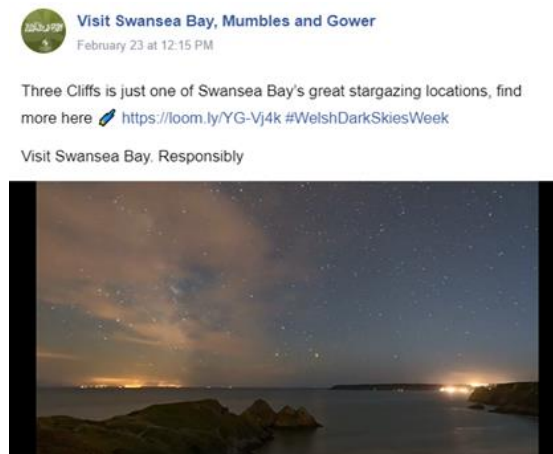 Visit Swansea Bay, Mumbles and Gower
February 23 at 12:15 PM
Three Cliffs is just one of Swansea Bay's great stargazing locations, find
more here https://loom.ly/YG-Vj4k #WelshDarkSkiesWeek
Visit Swansea Bay. Responsibly